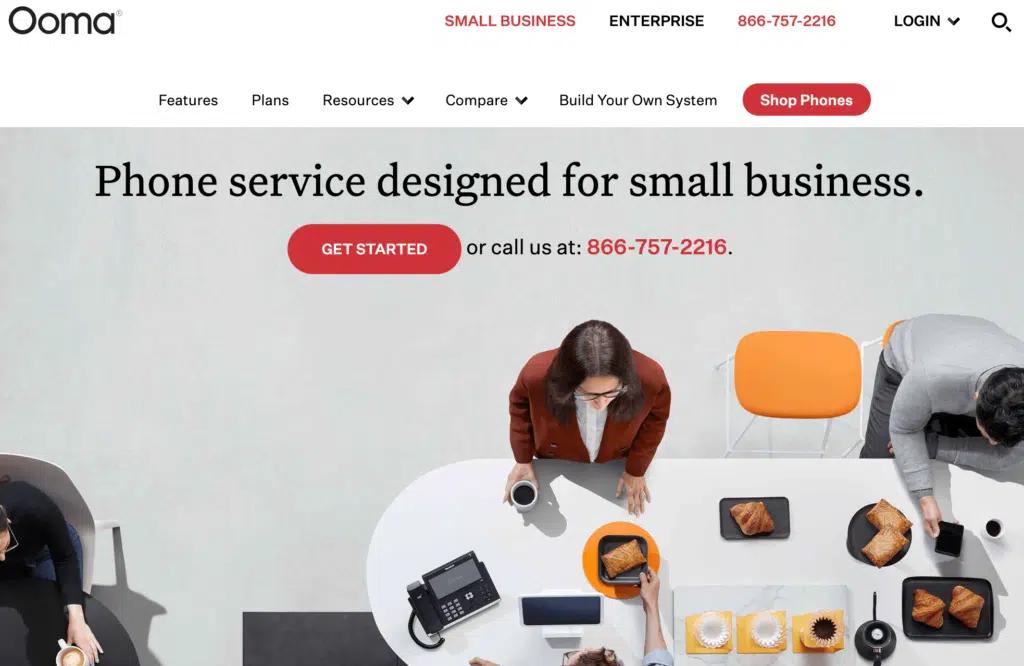 Ooma®
SMALL BUSINESS ENTERPRISE 866-757-2216 LOGIN
Features Plans Resources Compare Build Your Own System Shop Phones
Phone service designed for small business.
GET STARTED or call us at: 866-757-2216.